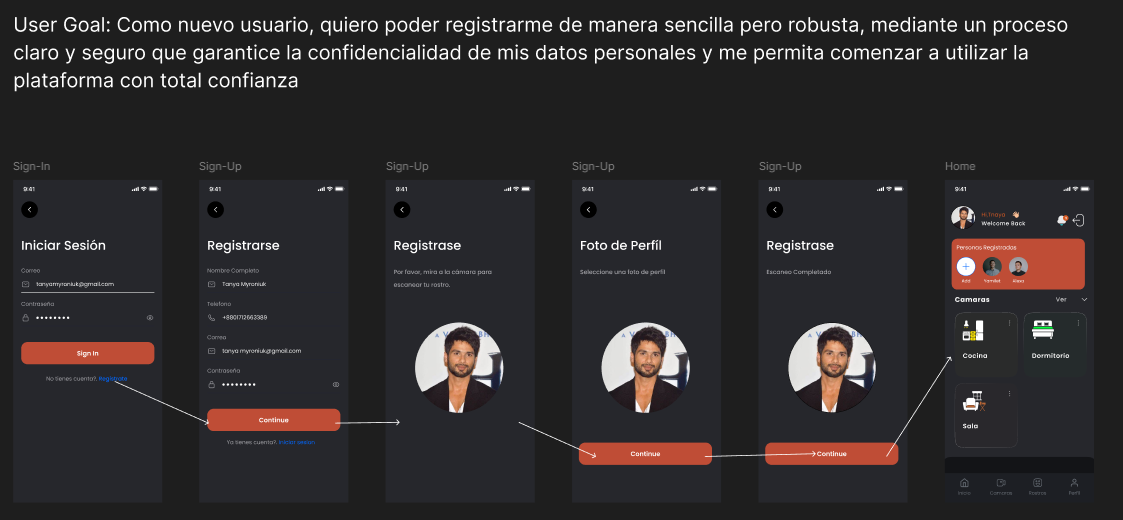 User Goal: Como nuevo usuario, quiero poder registrarme de manera sencilla pero robusta, mediante un proceso
claro y seguro que garantice la confidencialidad de mis datos personales y me permita comenzar a utilizar la
plataforma con total confianza
Sign-In
9:41
Iniciar Sesión
Correo
tanyamyroniuk@gmail.com
Contraseña
Sign In
No tienes cuenta?. Registrate
Sign-Up
9:41
Registrarse
Nombre Completo
Tanya Myroniuk
Telefono
+8801712663389
Correo
tanya myroniuk@gmail.com
Contraseña
Continue
Ya tienes cuenta?. Iniciar sesion
Sign-Up
9:41
Registrase
Por favor, mira a la cámara para
escanear tu rostro.
Sign-Up
9:41
Foto de Perfil
Seleccione una foto de perfil
Continue
Sign-Up
9:41
Registrase
Escaneo Completado
Continue
Home
9:41
Welcome Back
Personas Registradas
Add
Yamilet
Alexa
Camaras
Ver
Cocina
Dormitorio
Sala
Inicio
Camaras
Rostros
Perfil